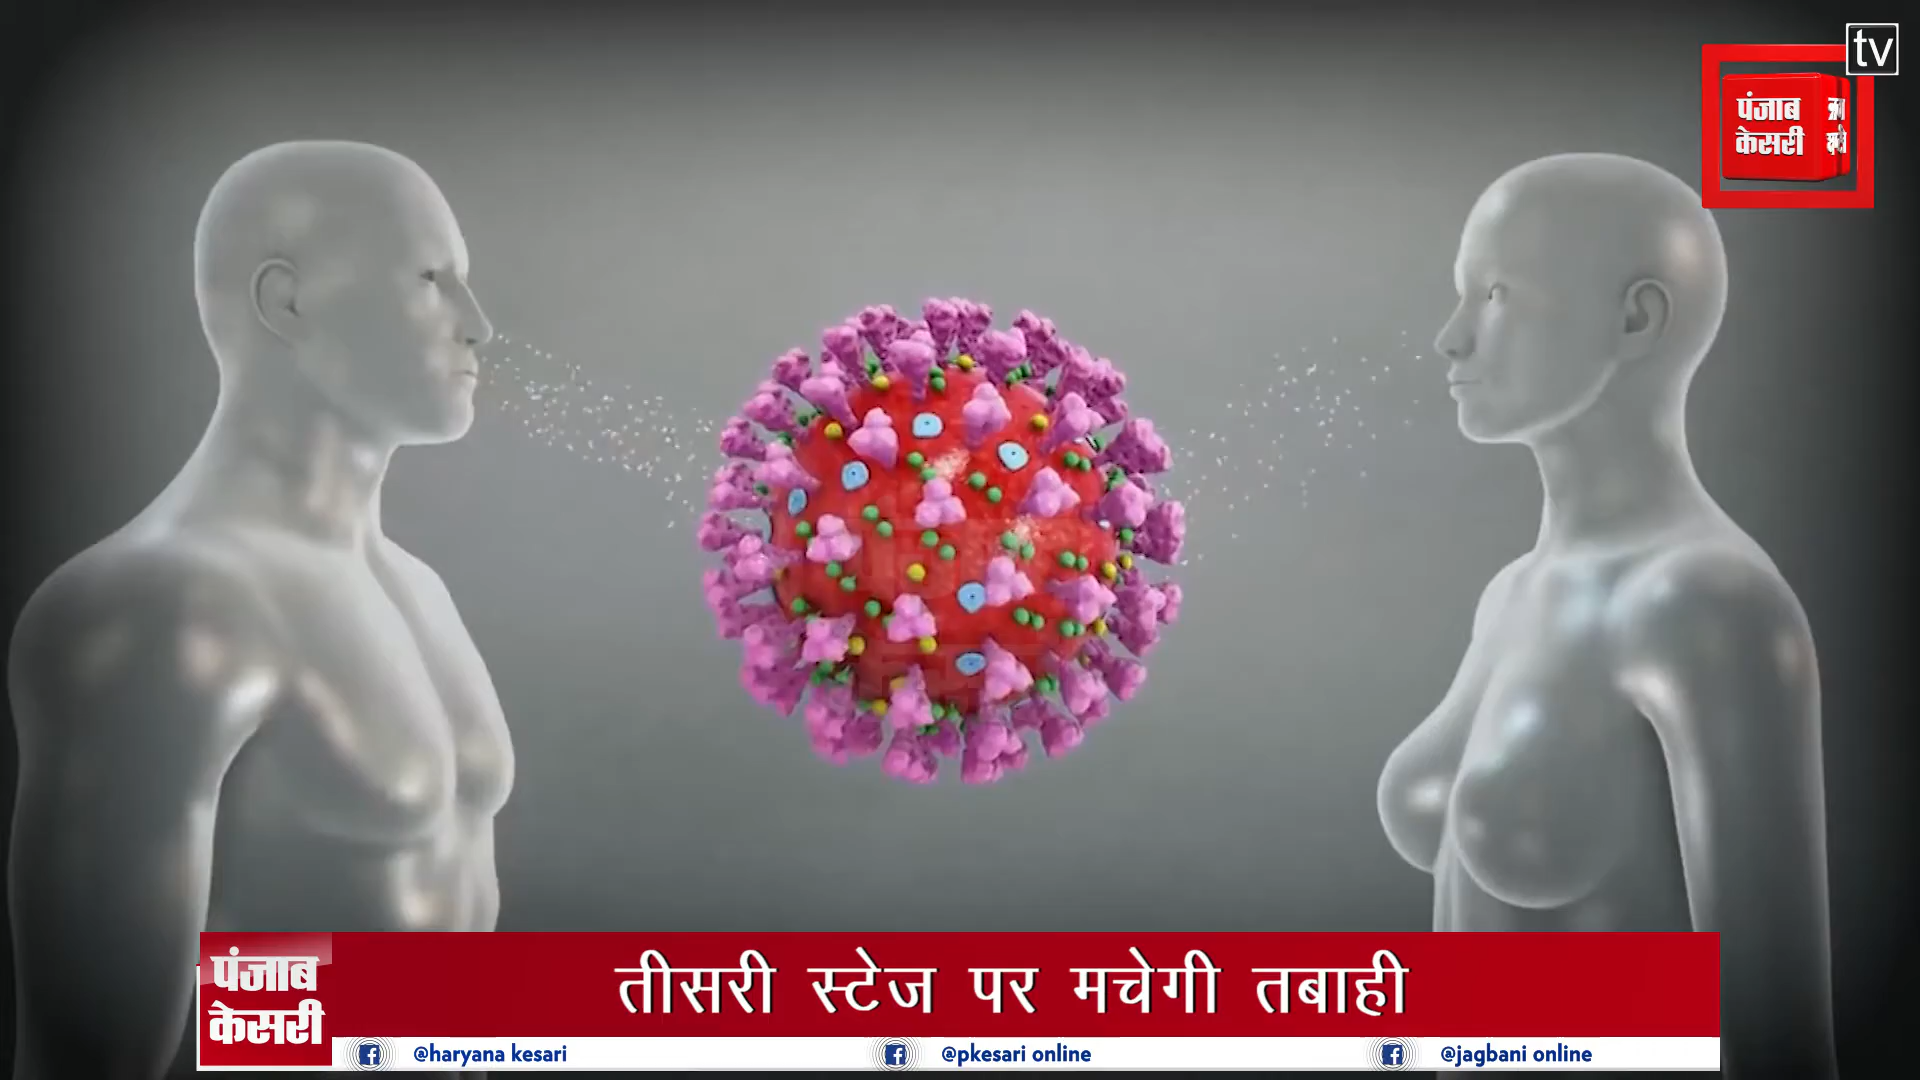 tv
पंजाब
केसरी
तीसरी स्टेज पर मचेगी तबाही
पंजाब
केसरी
@haryana kesari
@pkesari online
@jagbani online